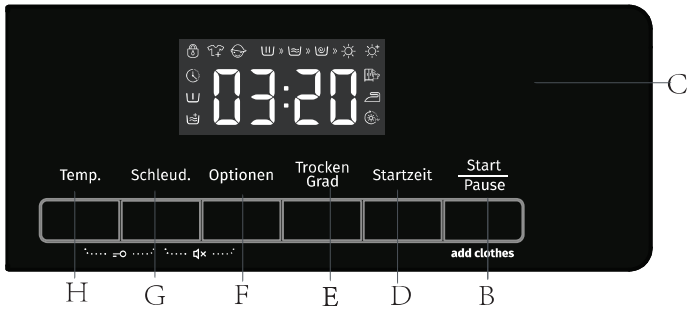 03:20
C
Temp. Schleud. Optionen Trocken Grad Startzeit Start Pause
add clothes
H G F E D B